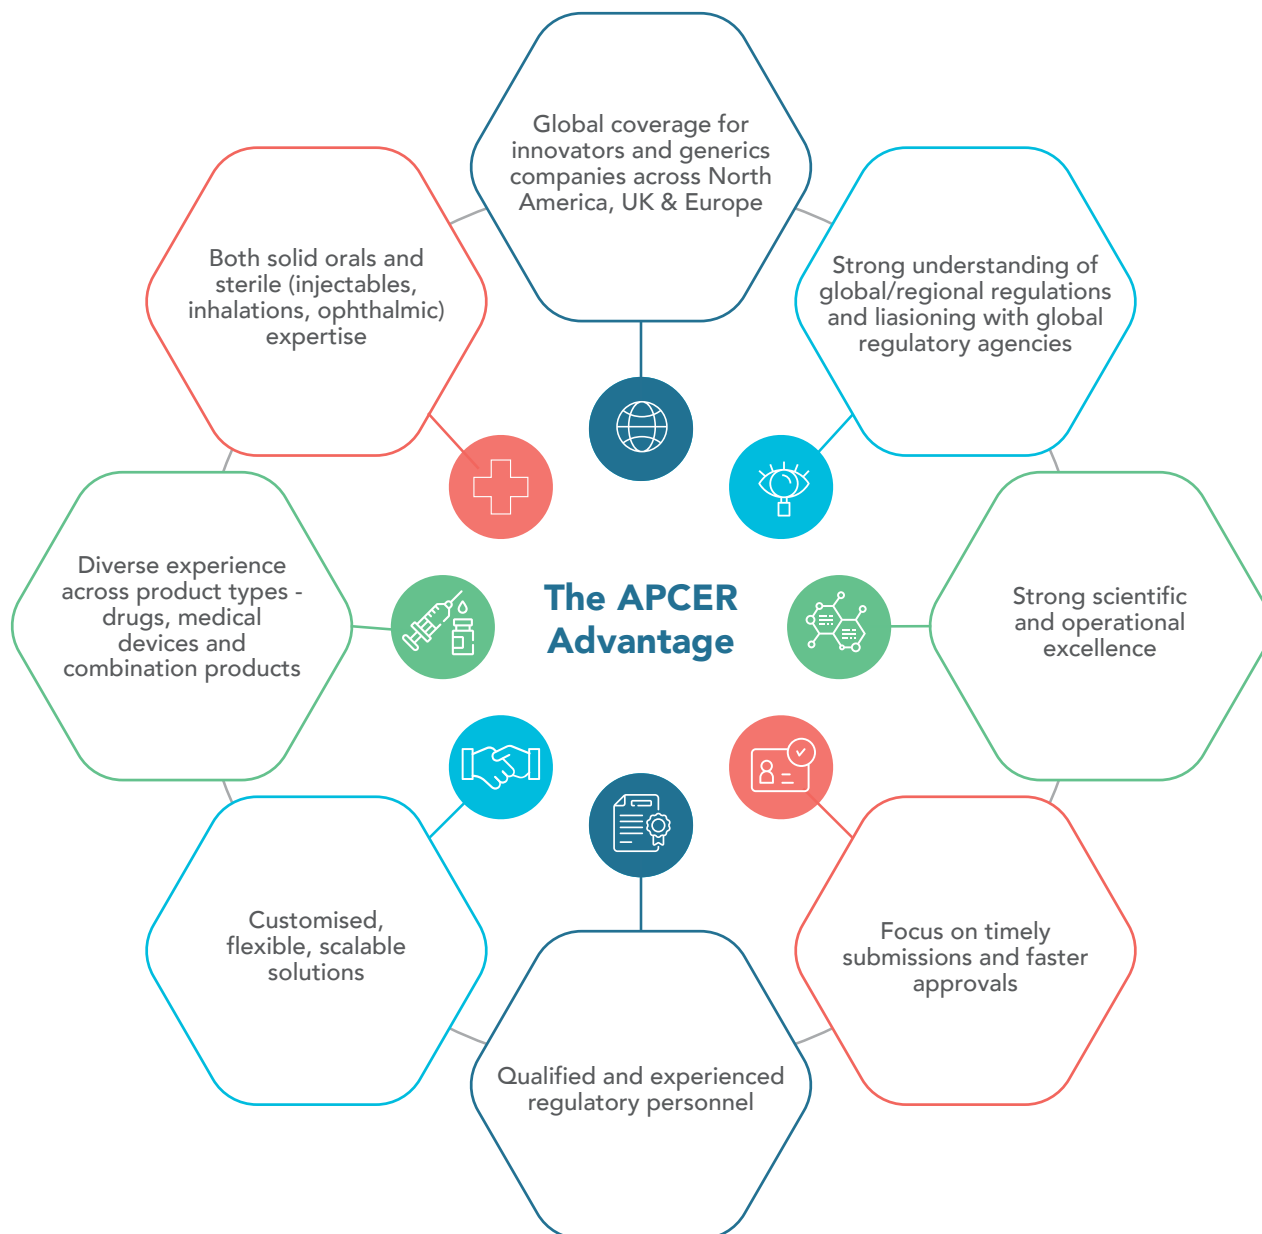 Global coverage for
innovators and generics
companies across North
America, UK & Europe
Strong understanding of
global/regional regulations
and liasioning with global
regulatory agencies
Strong scientific
and operational
excellence
Focus on timely
submissions and faster
approvals
Qualified and experienced
regulatory personnel
Customised,
flexible, scalable
solutions
Diverse experience
across product types -
drugs, medical
devices and
combination products
Both solid orals and
sterile (injectables,
inhalations, ophthalmic)
expertise
The APCER
Advantage